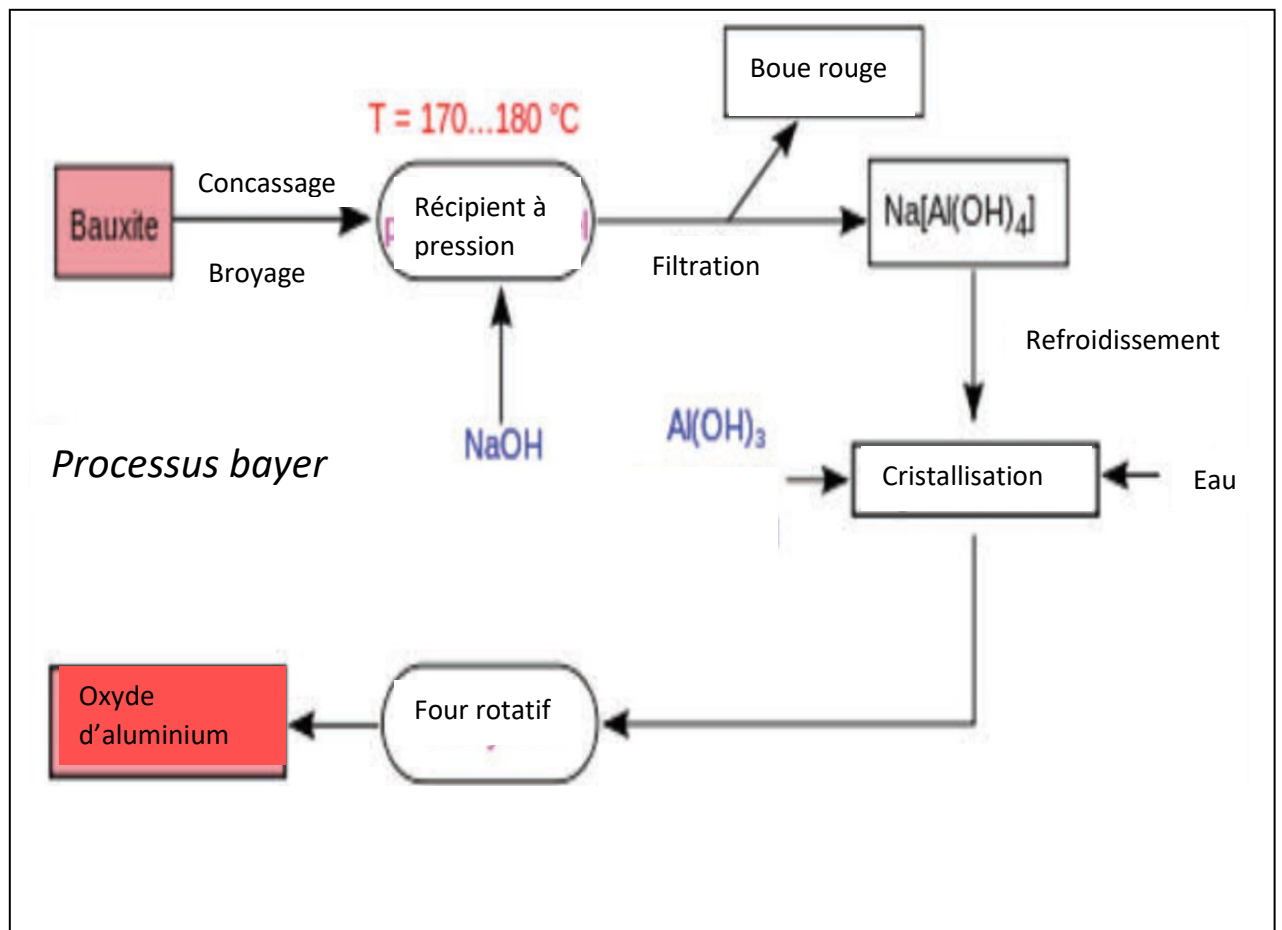 Boue rouge
T = 170...180 °C
Concassage
Bauxite
Récipient à
pression
Na[Al(OH)₄]
Broyage
Filtration
Refroidissement
NaOH
Al(OH)₃
Processus bayer
Cristallisation
Eau
Oxyde
d’aluminium
Four rotatif